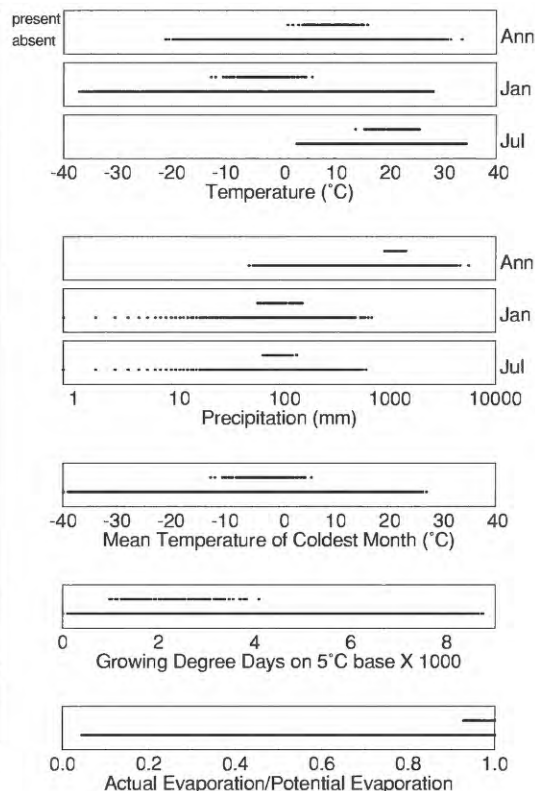 present
absent
Ann
Jan
Jul
-40 -30 -20 -10 0 10 20 30 40
Temperature (°C)
Ann
Jan
Jul
1 10 100 1000 10000
Precipitation (mm)
-40 -30 -20 -10 0 10 20 30 40
Mean Temperature of Coldest Month (°C)
0 2 4 6 8
Growing Degree Days on 5°C base X 1000
0.0 0.2 0.4 0.6 0.8 1.0
Actual Evaporation/Potential Evaporation